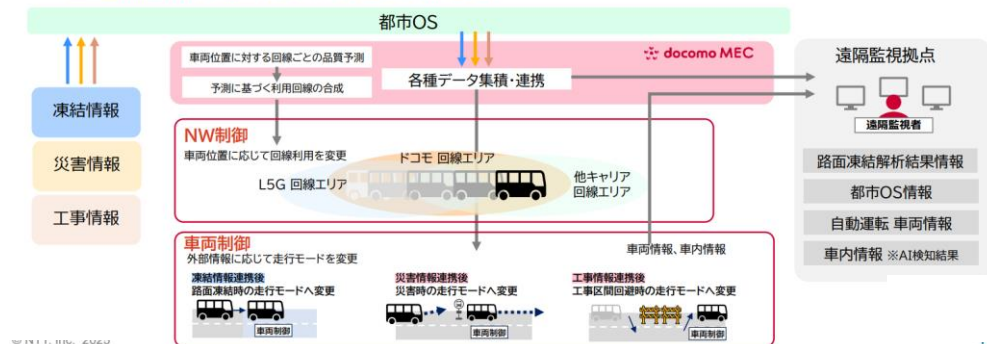 都市OS
車両位置に対する回線ごとの品質予測
予測に基づく利用回線の合成
各種データ集積・連携
docomo MEC
凍結情報
災害情報
工事情報
NW制御
車両位置に応じて回線利用を変更
ドコモ 回線エリア
L5G 回線エリア
他キャリア
回線エリア
車両制御
外部情報に応じて走行モードを変更
車両情報、車内情報
凍結情報連携後
路面凍結時の走行モードへ変更
車両制御
災害情報連携後
災害時の走行モードへ変更
車両制御
工事情報連携後
工事区間回避時の走行モードへ変更
車両制御
遠隔監視拠点
遠隔監視者
路面凍結解析結果情報
都市OS情報
自動運転 車両情報
車内情報 ※AI検知結果